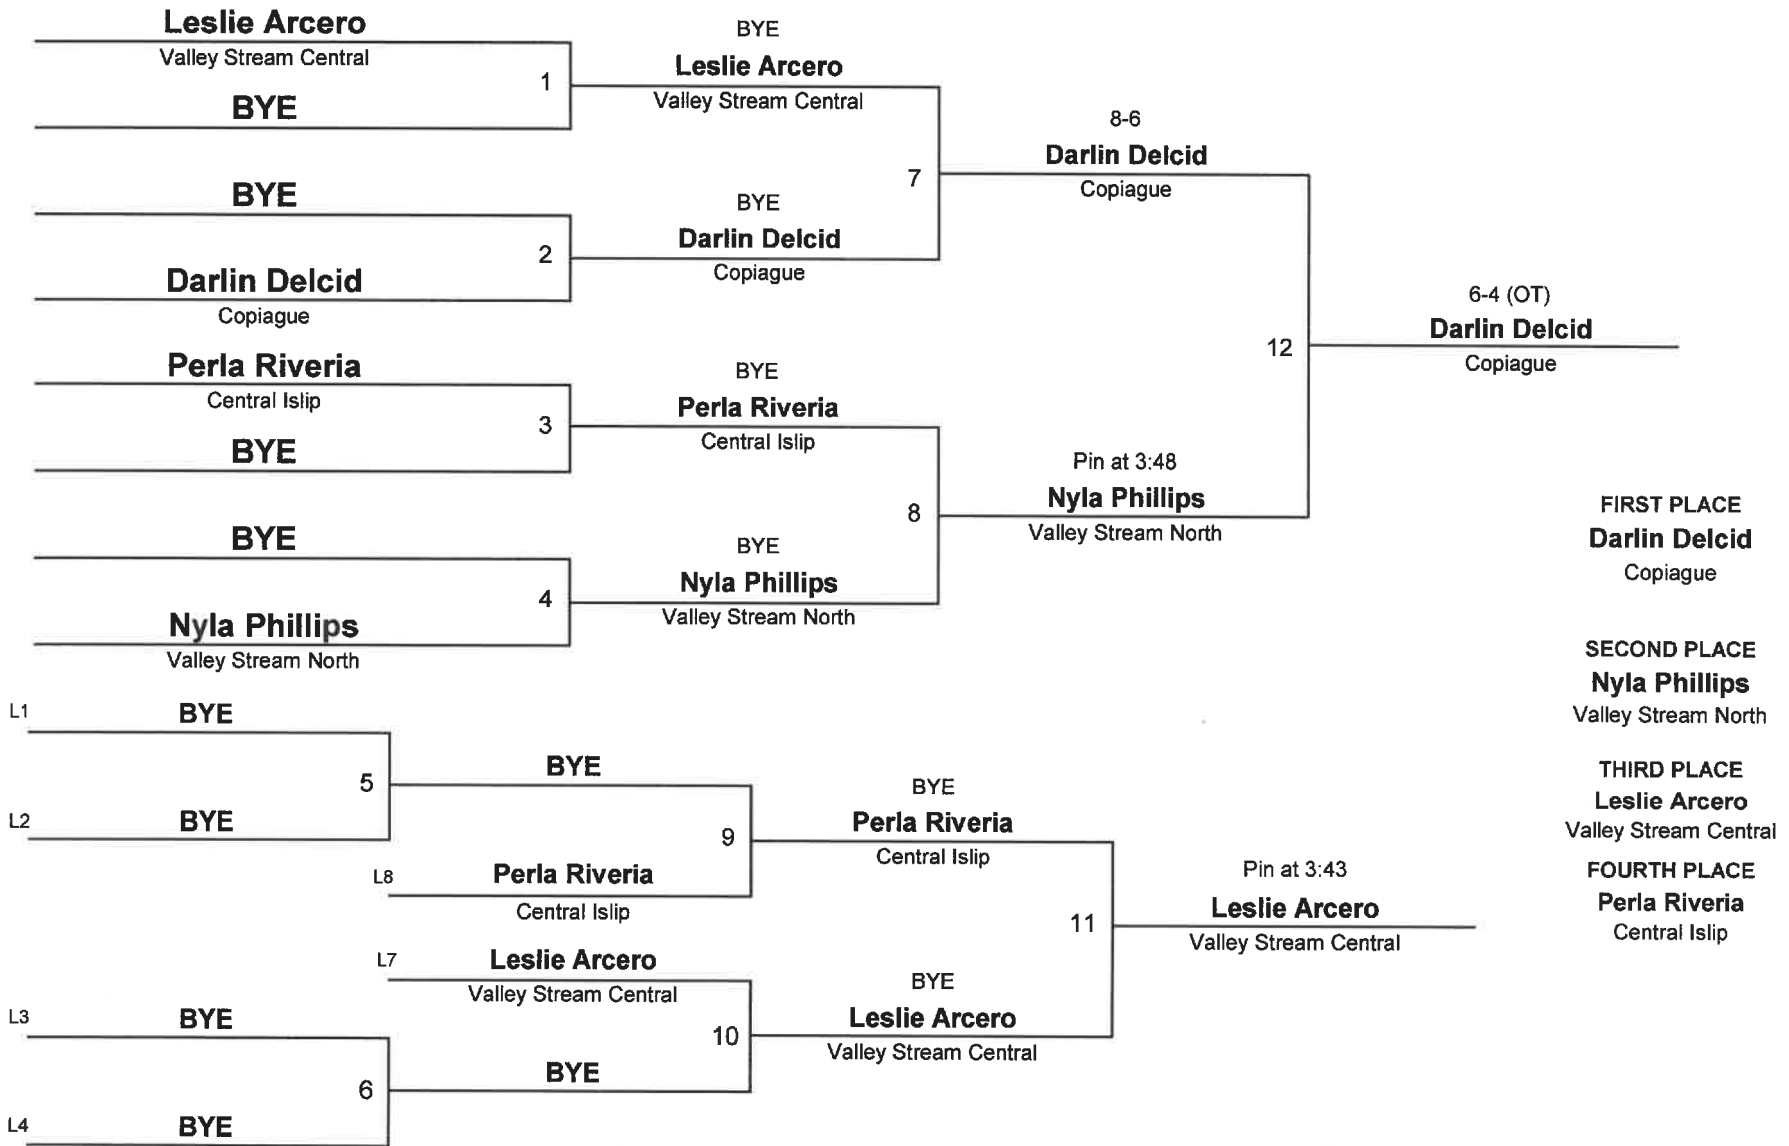 Leslie Arcero
Valley Stream Central
1
BYE
BYE
Leslie Arcero
Valley Stream Central
BYE
2
Darlin Delcid
Copiague
BYE
Darlin Delcid
Copiague
7
8-6
Darlin Delcid
Copiague
Perla Riveria
Central Islip
3
BYE
BYE
Perla Riveria
Central Islip
BYE
4
Nyla Phillips
Valley Stream North
BYE
Nyla Phillips
Valley Stream North
8
Pin at 3:48
Nyla Phillips
Valley Stream North
12
6-4 (OT)
Darlin Delcid
Copiague
FIRST PLACE
Darlin Delcid
Copiague
SECOND PLACE
Nyla Phillips
Valley Stream North
THIRD PLACE
Leslie Arcero
Valley Stream Central
FOURTH PLACE
Perla Riveria
Central Islip
L1
BYE
5
L2
BYE
BYE
9
L8
Perla Riveria
Central Islip
BYE
Perla Riveria
Central Islip
L7
Leslie Arcero
Valley Stream Central
10
L3
BYE
6
BYE
L4
BYE
BYE
Leslie Arcero
Valley Stream Central
11
Pin at 3:43
Leslie Arcero
Valley Stream Central